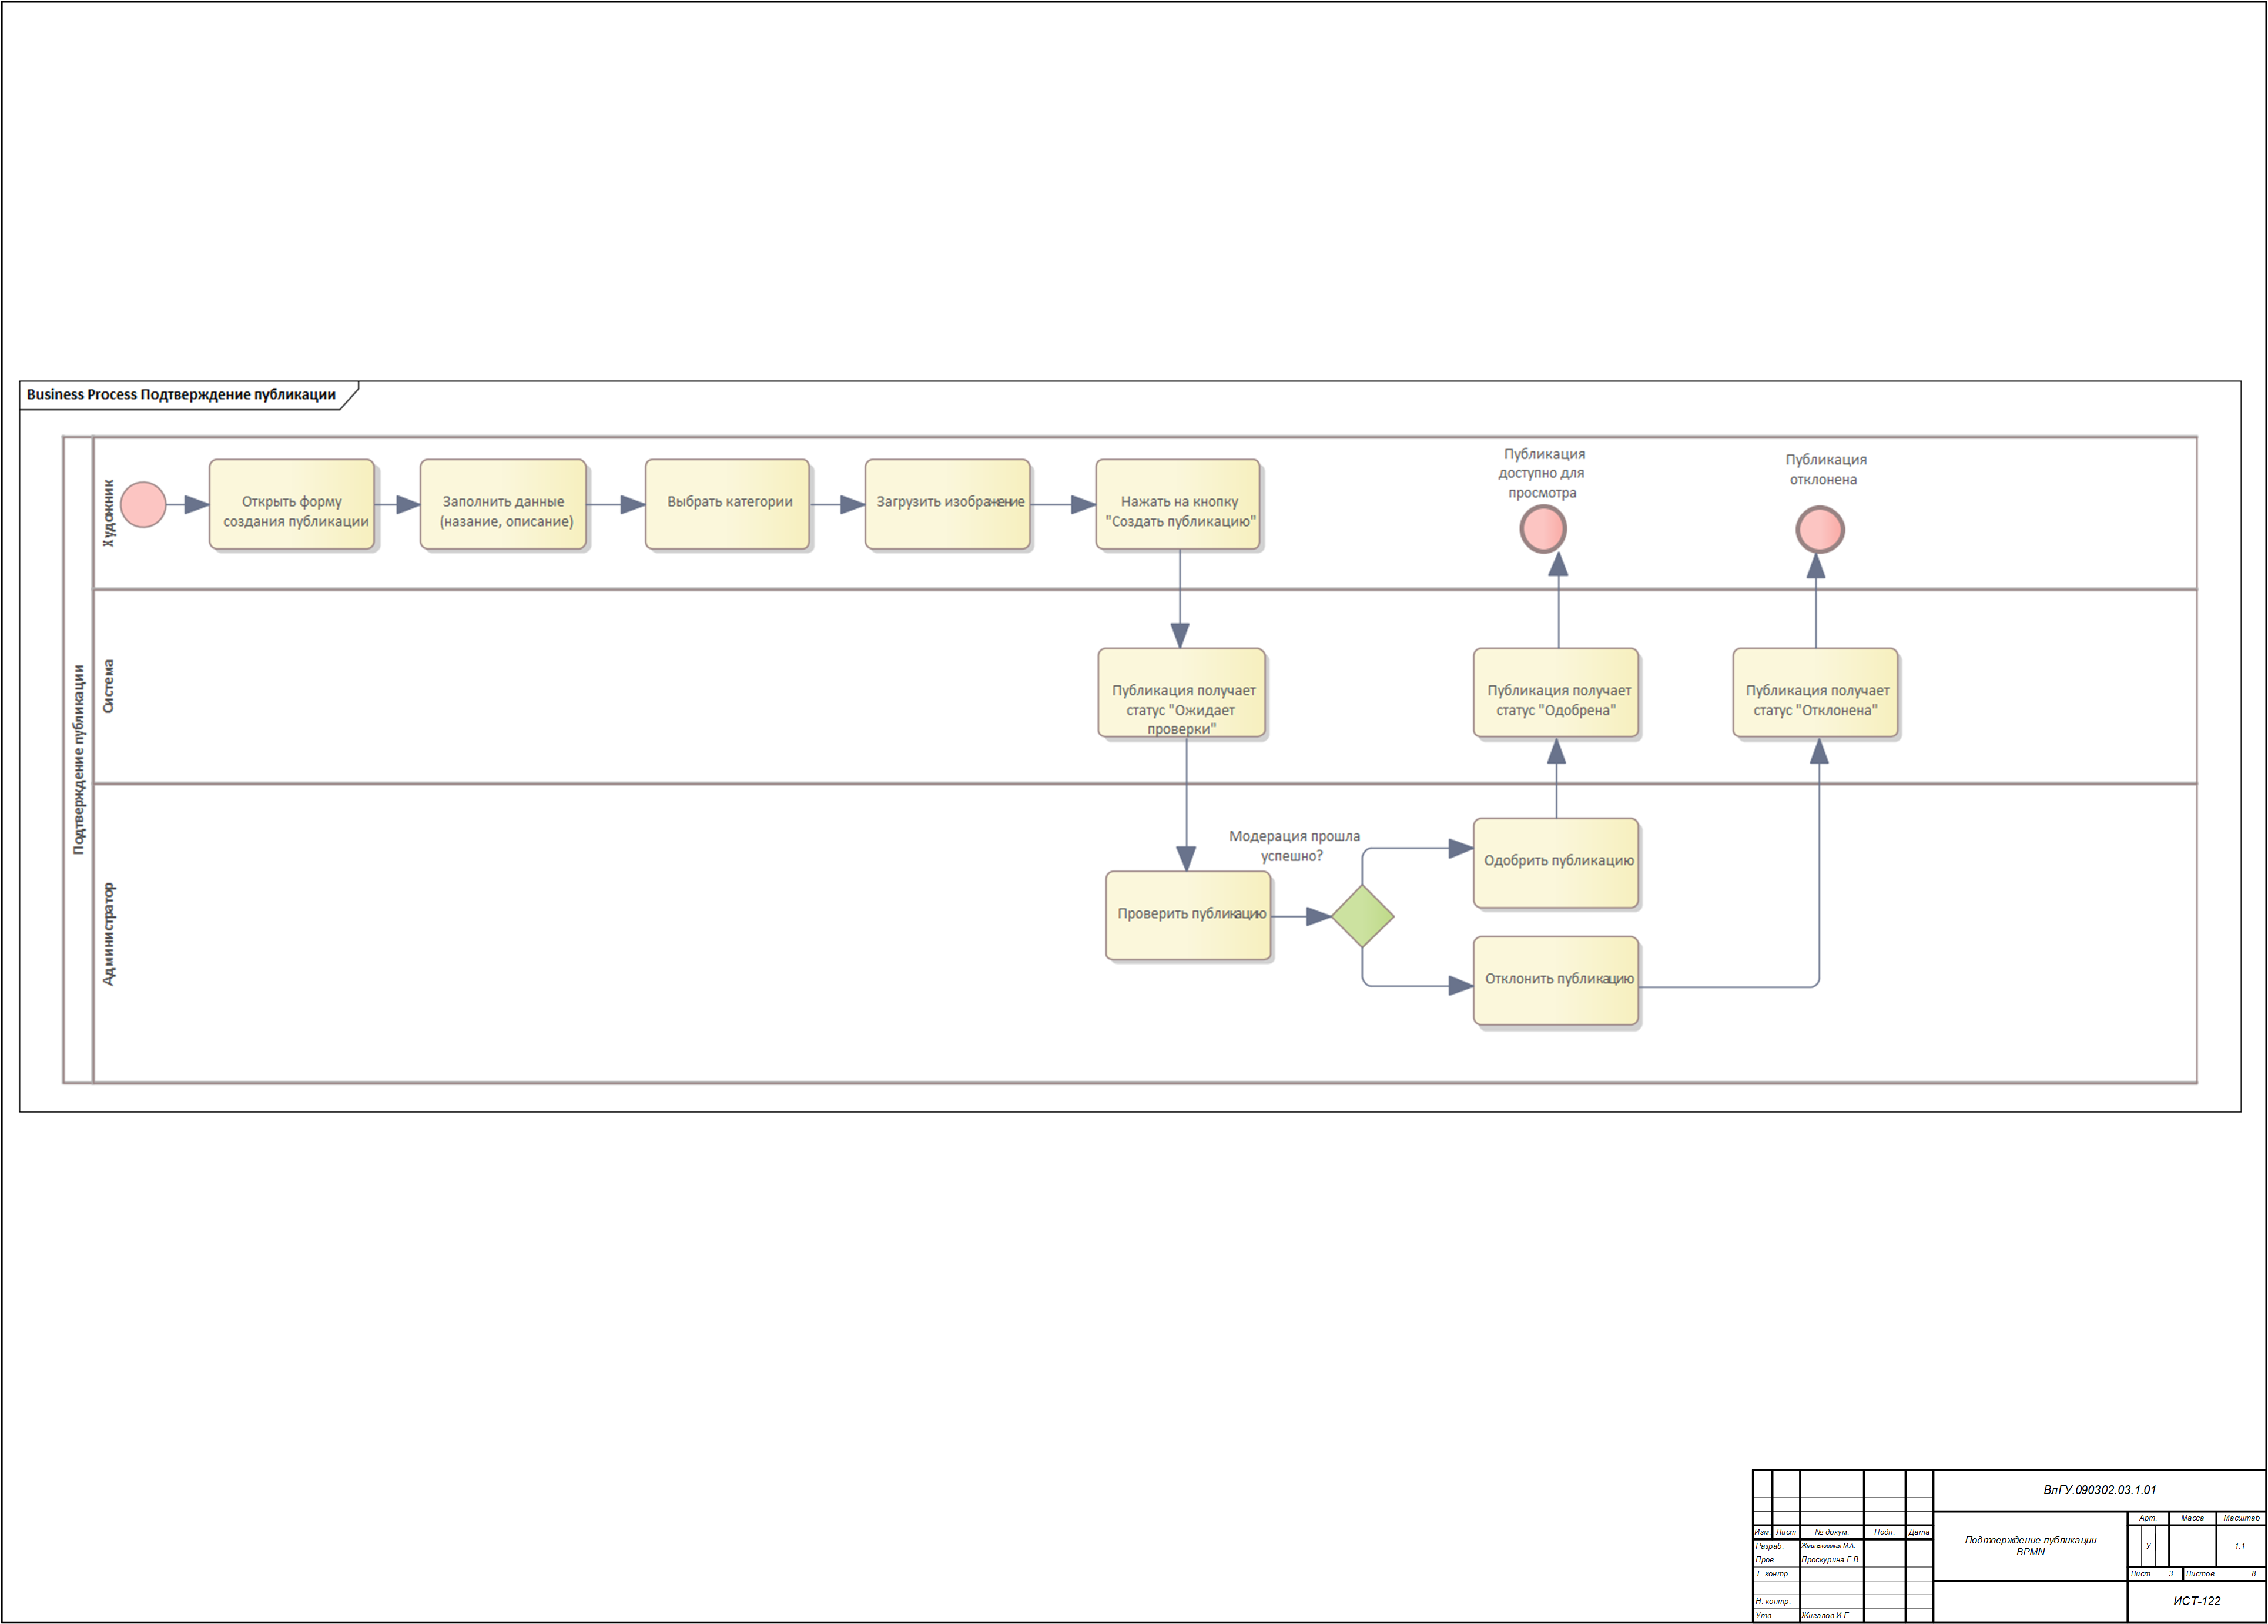 Business Process Подтверждение публикации
Подтверждение публикации
Художник
Открыть форму
создания публикации
Заполнить данные
(назание, описание)
Выбрать категории
Загрузить изображение
Нажать на кнопку
"Создать публикацию"
Публикация
доступно для
просмотра
Публикация
отклонена
Система
Публикация получает
статус "Ожидает
проверки"
Публикация получает
статус "Одобрена"
Публикация получает
статус "Отклонена"
Администратор
Проверить публикацию
Модерация прошла
успешно?
Одобрить публикацию
Отклонить публикацию
ВлГУ.090302.03.1.01
Изм. Лист № докум. Подп. Дата
Разраб. Жминьковская М.А.
Пров. Проскурина Г.В.
Т. контр.
Н. контр.
Утв. Жигалов И.Е.
Подтверждение публикации
BPMN
Арт. Масса Масштаб
У 1:1
Лист 3 Листов 8
ИСТ-122